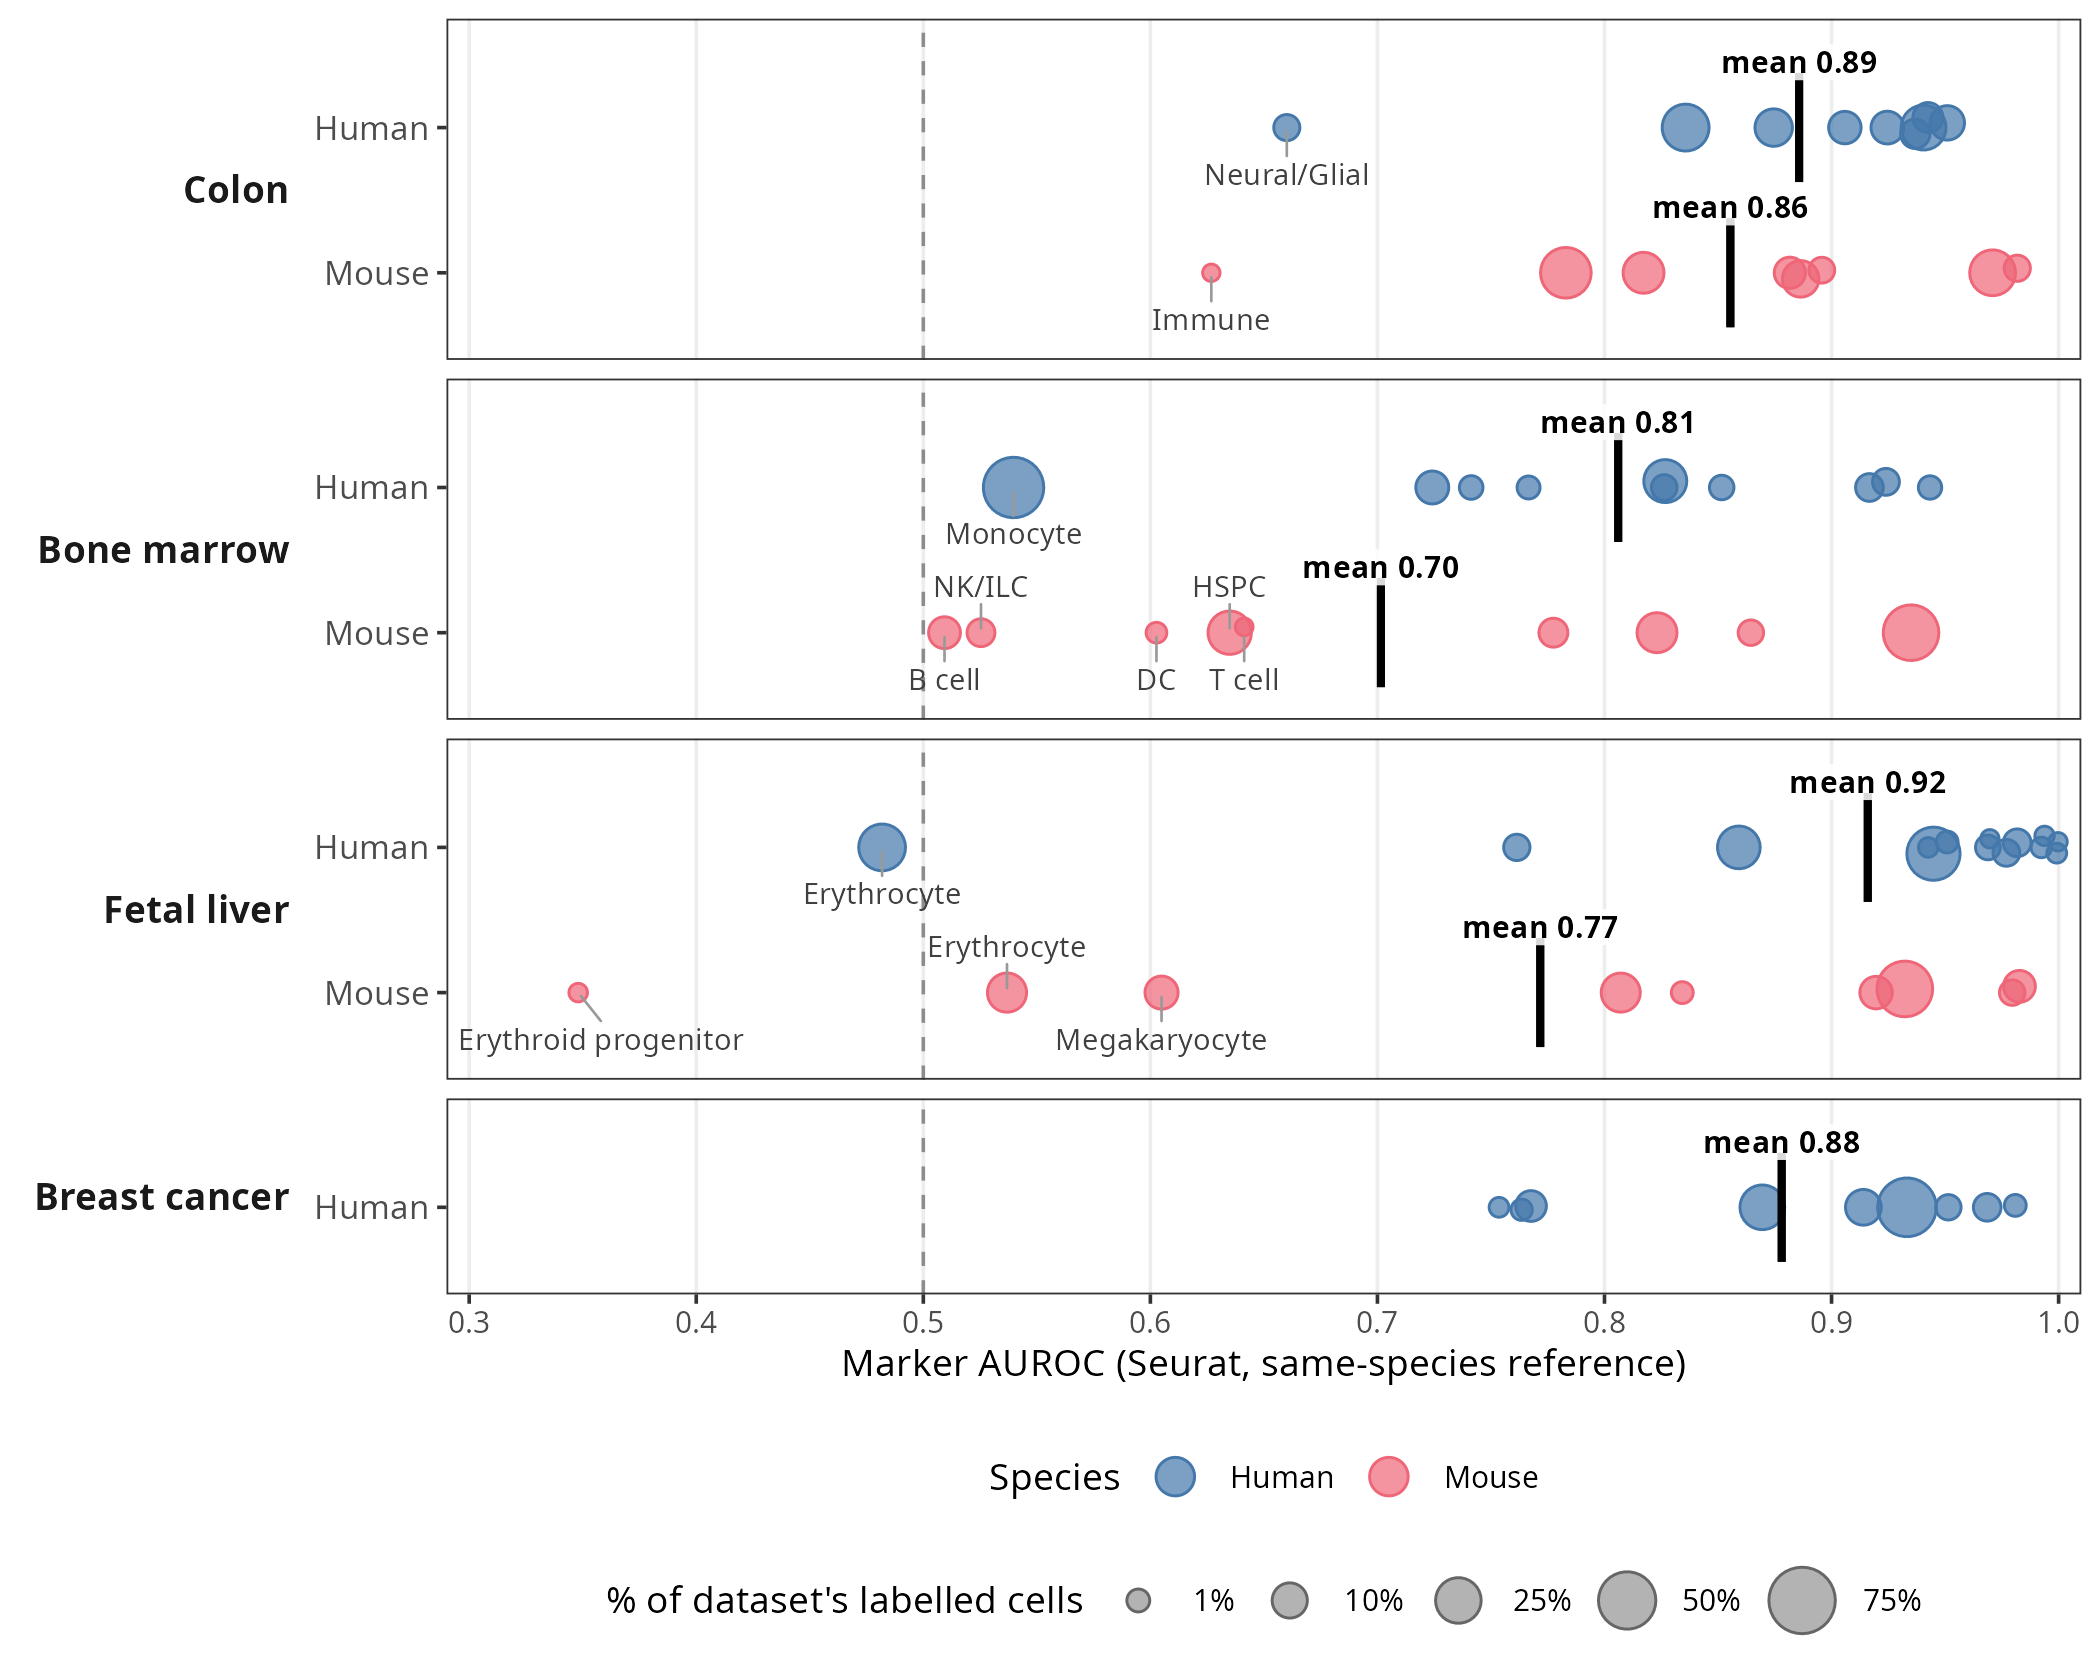 mean 0.89
Human
Neural/Glial
Colon
mean 0.86
Mouse
Immune
mean 0.81
Human
Monocyte
Bone marrow
mean 0.70
NK/ILC
HSPC
Mouse
B cell
DC
T cell
mean 0.92
Human
Erythrocyte
Fetal liver
mean 0.77
Erythrocyte
Mouse
Erythroid progenitor
Megakaryocyte
mean 0.88
Breast cancer
Human
0.3 0.4 0.5 0.6 0.7 0.8 0.9 1.0
Marker AUROC (Seurat, same-species reference)
Species Human Mouse
% of dataset's labelled cells 1% 10% 25% 50% 75%